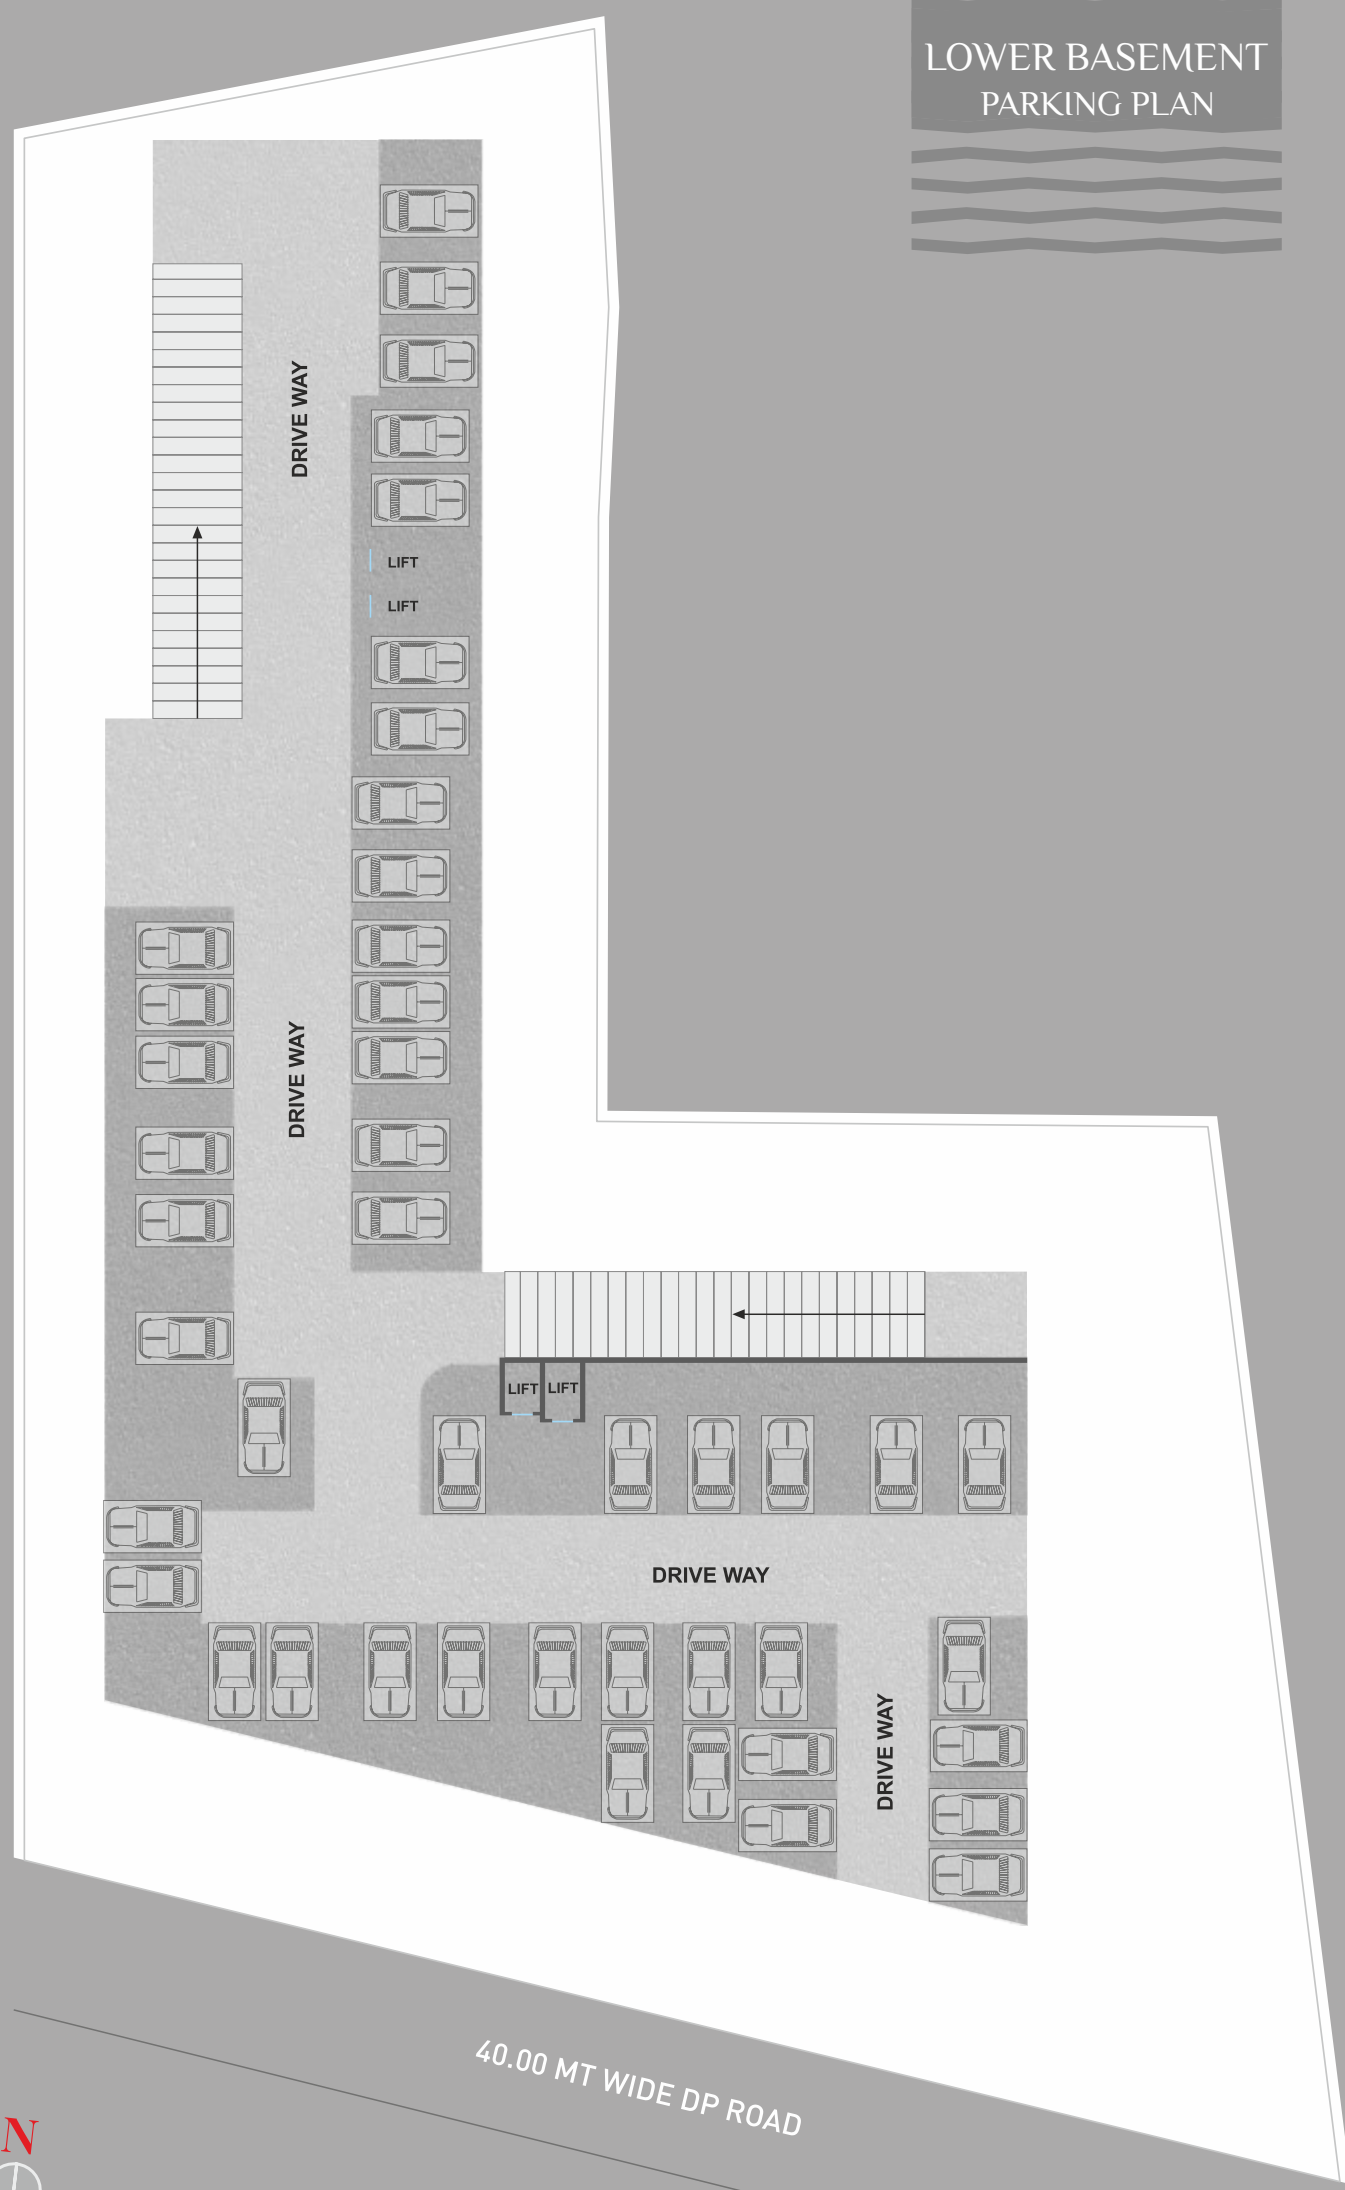 LOWER BASEMENT
PARKING PLAN
DRIVE WAY
LIFT
LIFT
DRIVE WAY
LIFT LIFT
DRIVE WAY
DRIVE WAY
40.00 MT WIDE DP ROAD
N